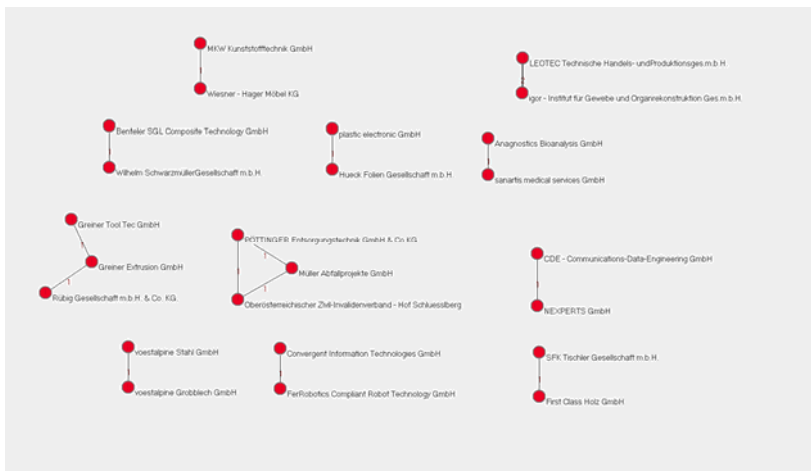 MKW Kunststofftechnik GmbH
Wiesner - Hager Möbel KG
LEOTEC Technische Handels- undProduktionsges.m.b.H.
igor - Institut für Gewebe und Organrekonstruktion Ges.m.b.H.
Benteler SGL Composite Technology GmbH
Wilhelm SchwarzmüllerGesellschaft m.b.H.
plastic electronic GmbH
Hueck Folien Gesellschaft m.b.H.
Anagnostics Bioanalysis GmbH
sanartis medical services GmbH
Greiner Tool Tec GmbH
Greiner Extrusion GmbH
Rübig Gesellschaft m.b.H. & Co. KG.
PÖTTINGER Entsorgungstechnik GmbH & Co KG
Müller Abfallprojekte GmbH
Oberösterreichischer Zivil-Invalidenverband - Hof Schluesslberg
CDE - Communications-Data-Engineering GmbH
NEXPERTS GmbH
voestalpine Stahl GmbH
voestalpine Grobblech GmbH
Convergent Information Technologies GmbH
FerRobotics Compliant Robot Technology GmbH
SFK Tischler Gesellschaft m.b.H.
First Class Holz GmbH